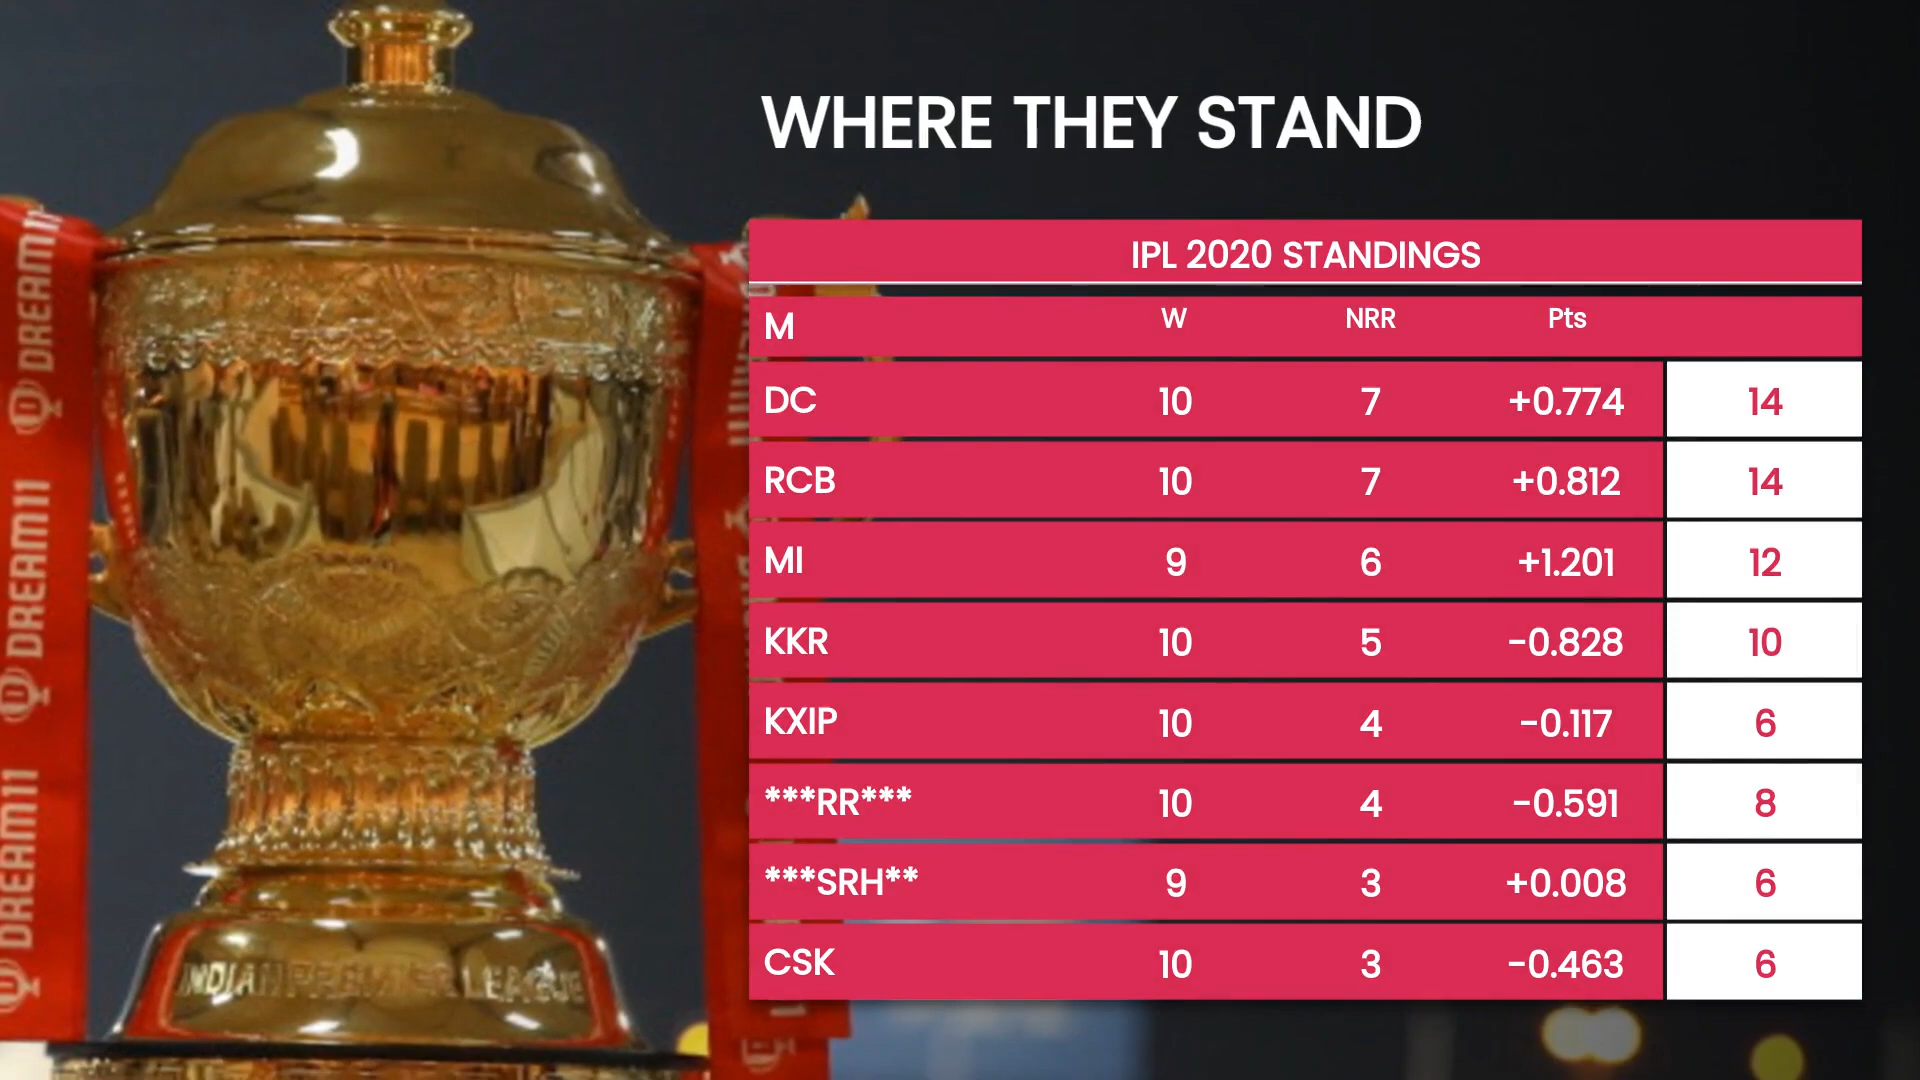 WHERE THEY STAND
IPL 2020 STANDINGS
M W NRR Pts
DC 10 7 +0.774 14
RCB 10 7 +0.812 14
MI 9 6 +1.201 12
KKR 10 5 -0.828 10
KXIP 10 4 -0.117 6
***RR*** 10 4 -0.591 8
***SRH** 9 3 +0.008 6
CSK 10 3 -0.463 6
DREAM11
DREAM11
DREAM11
INDIAN PREMIER LEAGUE